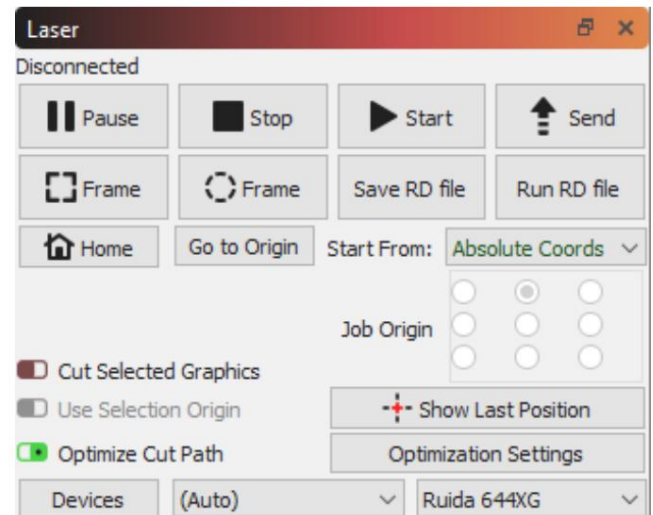 Laser
Disconnected
Pause Stop Start Send
Frame Frame Save RD file Run RD file
Home Go to Origin Start From: Absolute Coords
Job Origin
Cut Selected Graphics
Use Selection Origin Show Last Position
Optimize Cut Path Optimization Settings
Devices (Auto) Ruida 644XG